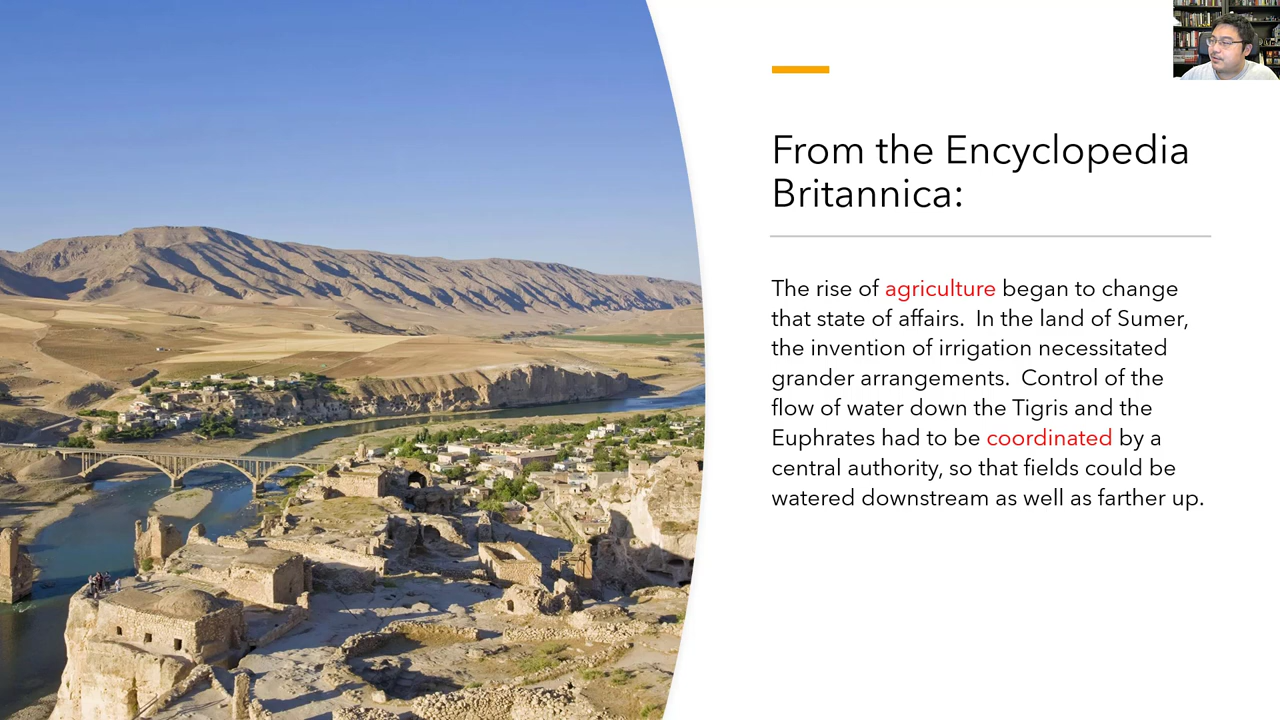 From the Encyclopedia
Britannica:
The rise of agriculture began to change
that state of affairs.  In the land of Sumer,
the invention of irrigation necessitated
grander arrangements.  Control of the
flow of water down the Tigris and the
Euphrates had to be coordinated by a
central authority, so that fields could be
watered downstream as well as farther up.